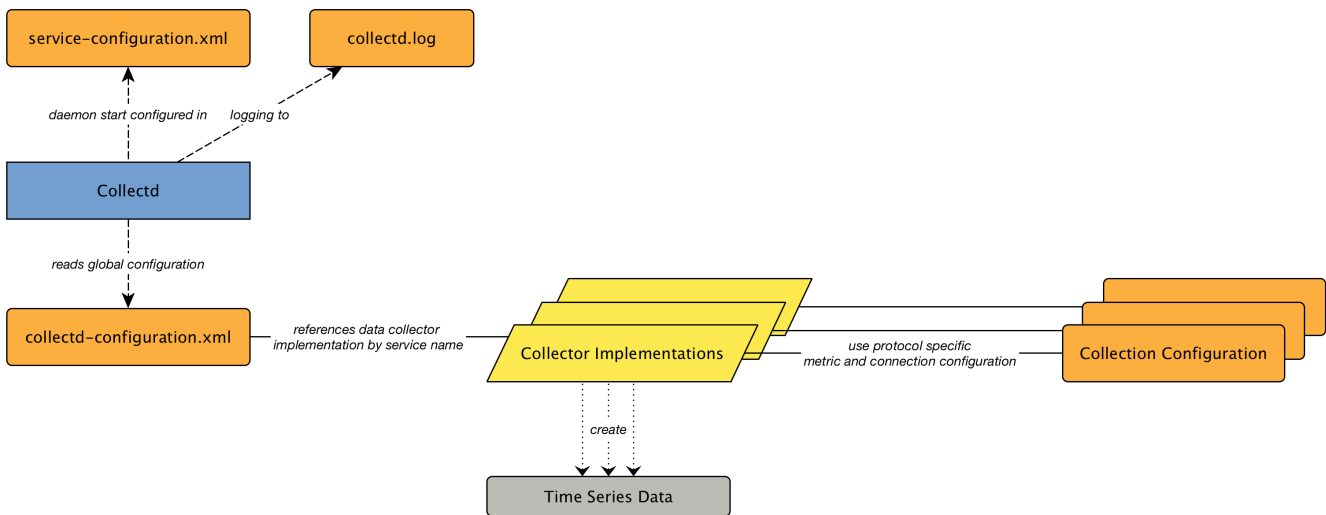 service-configuration.xml
collectd.log
daemon start configured in
logging to
Collectd
reads global configuration
collectd-configuration.xml
references data collector
implementation by service name
Collector Implementations
use protocol specific
metric and connection configuration
Collection Configuration
create
Time Series Data